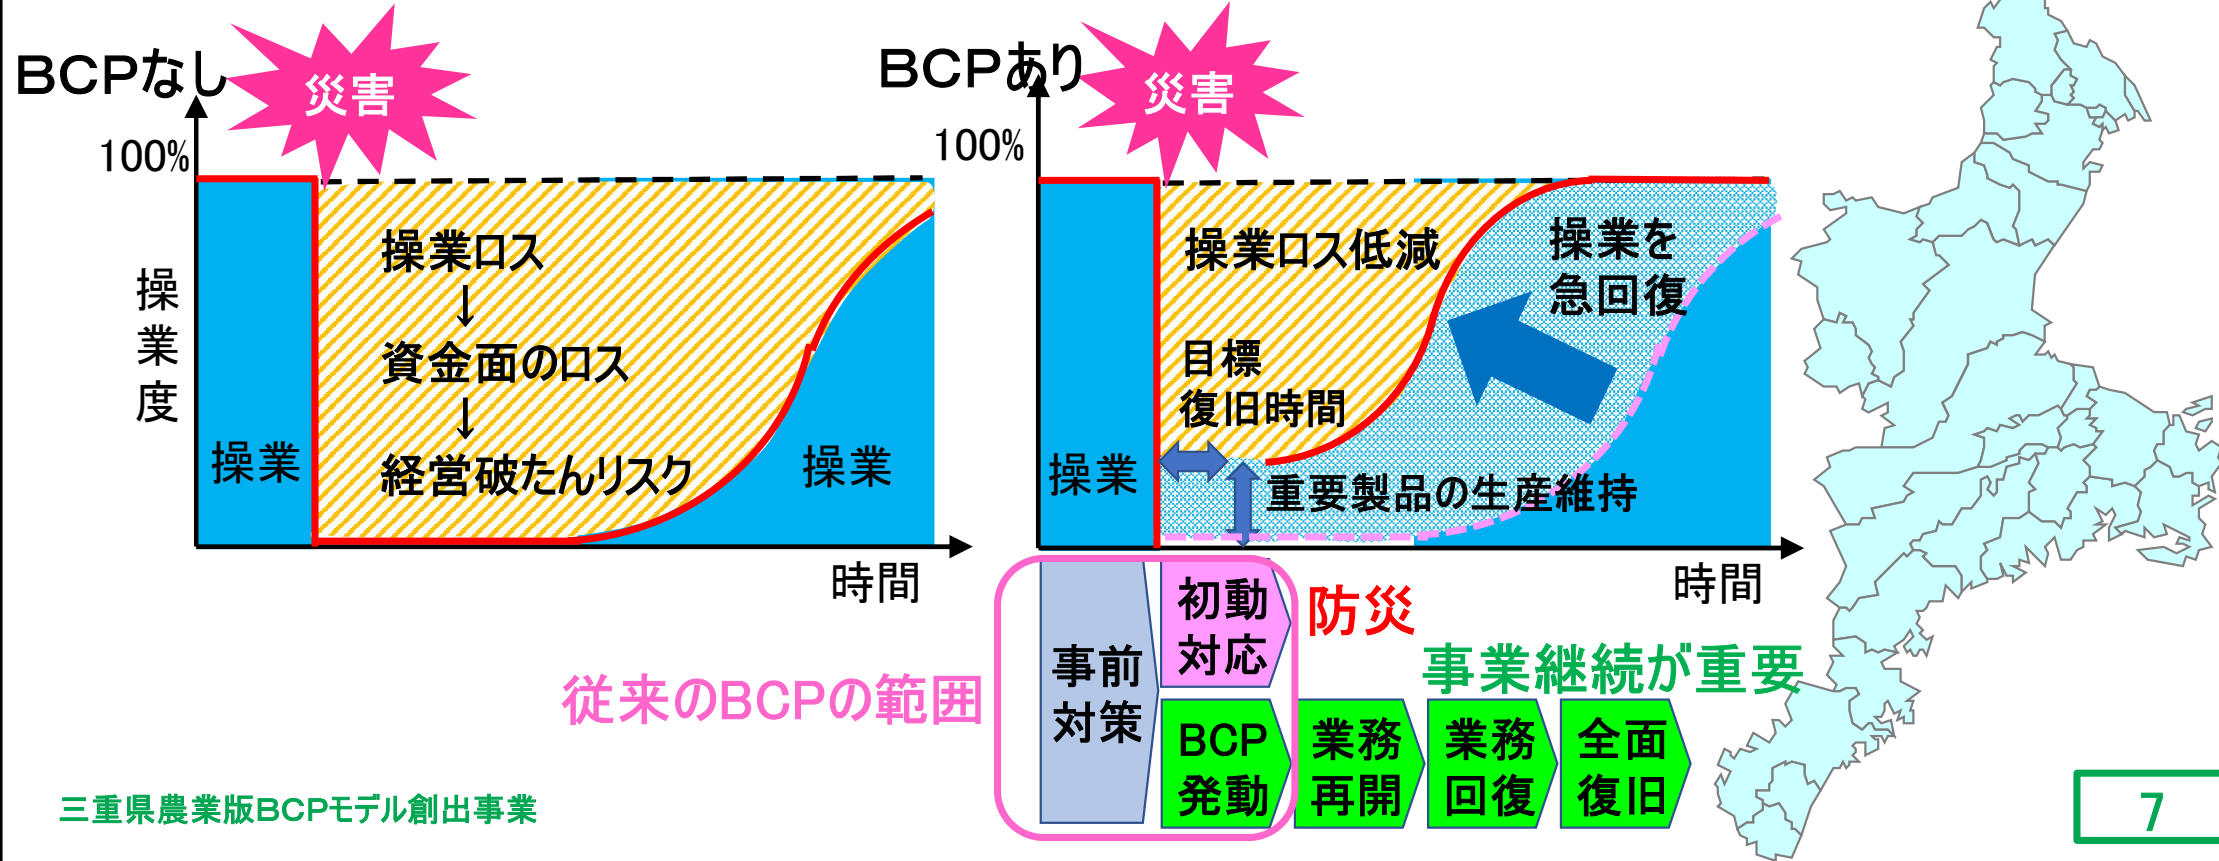 BCPなし
災害
100%
操業度
操業ロス
↓
資金面のロス
↓
経営破たんリスク
操業
操業
時間
BCPあり
災害
100%
操業ロス低減
操業を
急回復
目標
復旧時間
重要製品の生産維持
操業
時間
従来のBCPの範囲
事前
対策
初動
対応
防災
事業継続が重要
BCP
発動
業務
再開
業務
回復
全面
復旧
三重県農業版BCPモデル創出事業
7